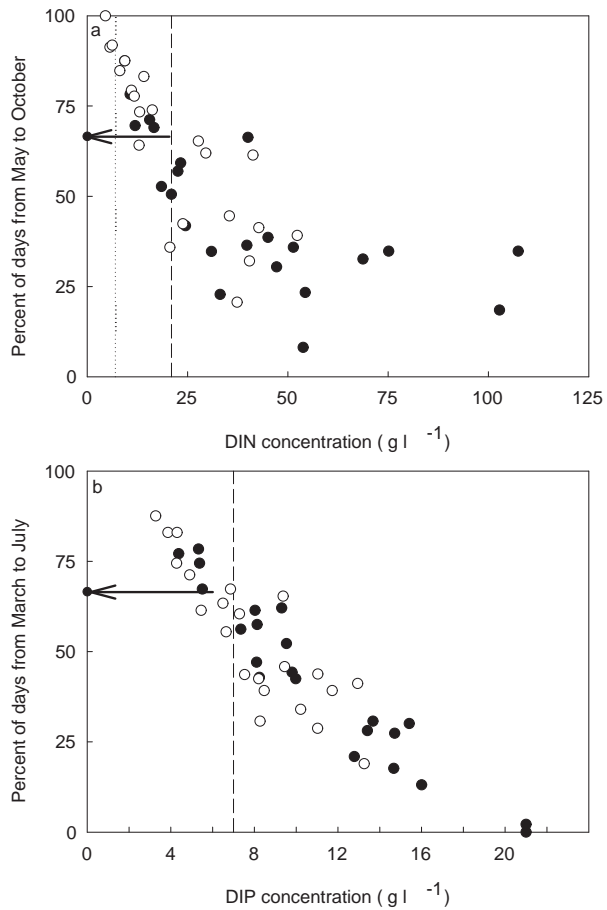 100
a
75
50
25
0
Percent of days from May to October
0 25 50 75 100 125
DIN concentration ( g l -1)
100
b
75
50
25
0
Percent of days from March to July
0 4 8 12 16 20
DIP concentration ( g l -1)